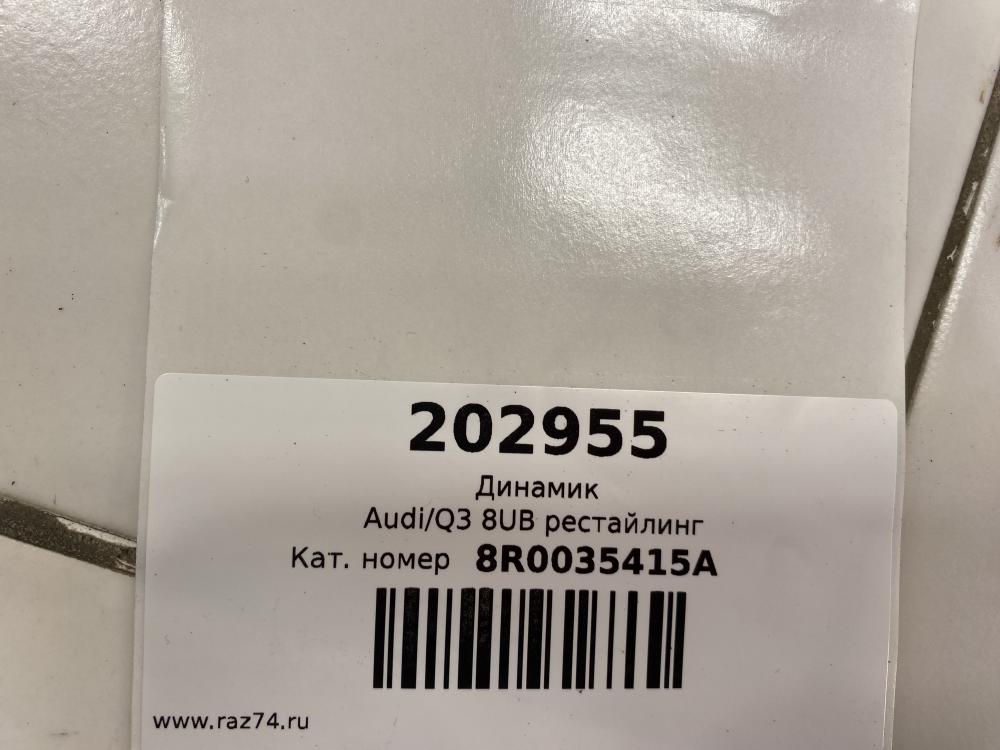 202955
Динамик
Audi/Q3 8UB рестайлинг
Кат. номер 8R0035415A
www.raz74.ru